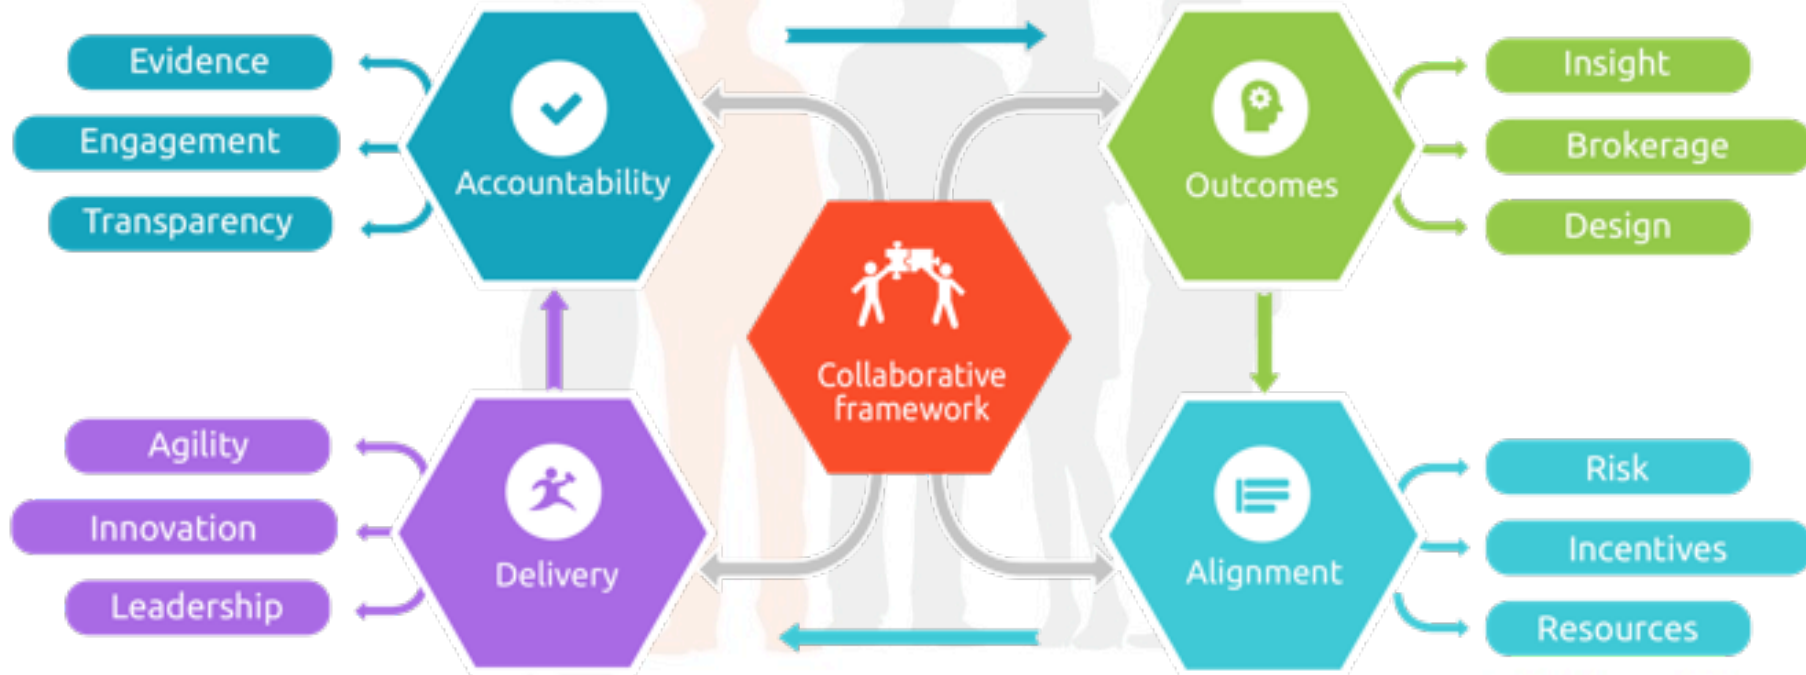 Evidence
Engagement
Transparency
Accountability
Outcomes
Insight
Brokerage
Design
Collaborative
framework
Agility
Innovation
Leadership
Delivery
Alignment
Risk
Incentives
Resources